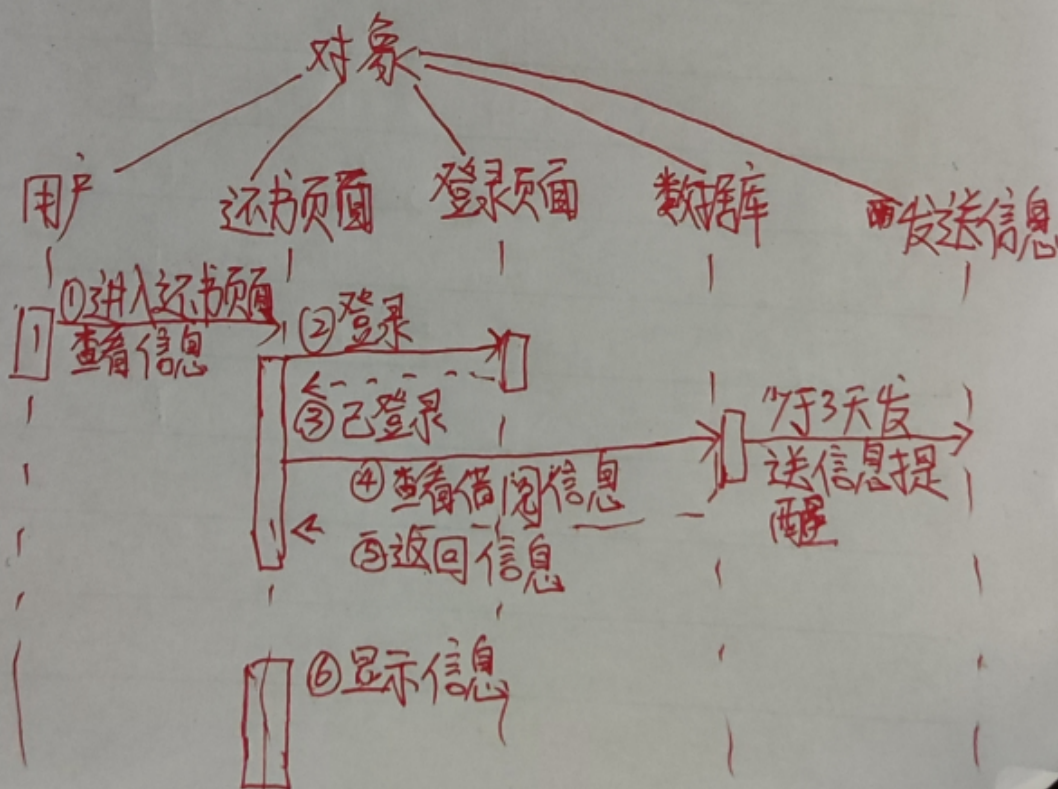 对象
用户
还书页面
登录页面
数据库
发送信息
①进入还书页面
查看信息
②登录
③已登录
④查看借阅信息
⑤返回信息
于3天发
送信息提
醒
⑥显示信息